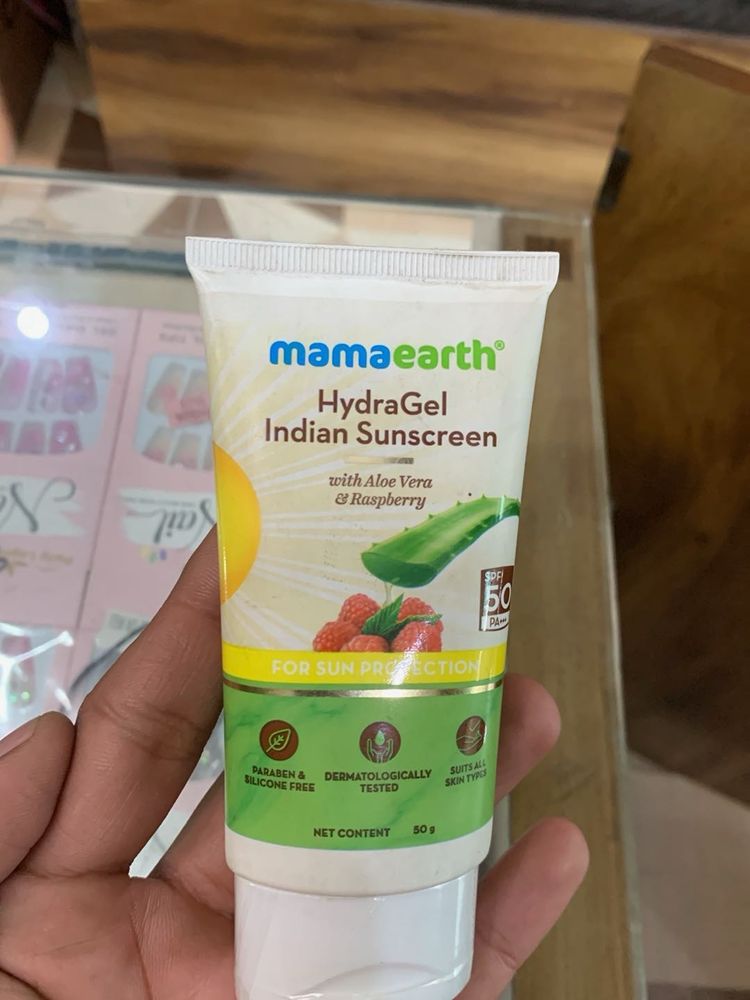 mamaearth®
HydraGel
Indian Sunscreen
with Aloe Vera
& Raspberry
SPF
50
PA+++
FOR SUN PROTECTION
PARABEN &
SILICONE FREE
DERMATOLOGICALLY
TESTED
SUITS ALL
SKIN TYPES
NET CONTENT 50 g
Nail